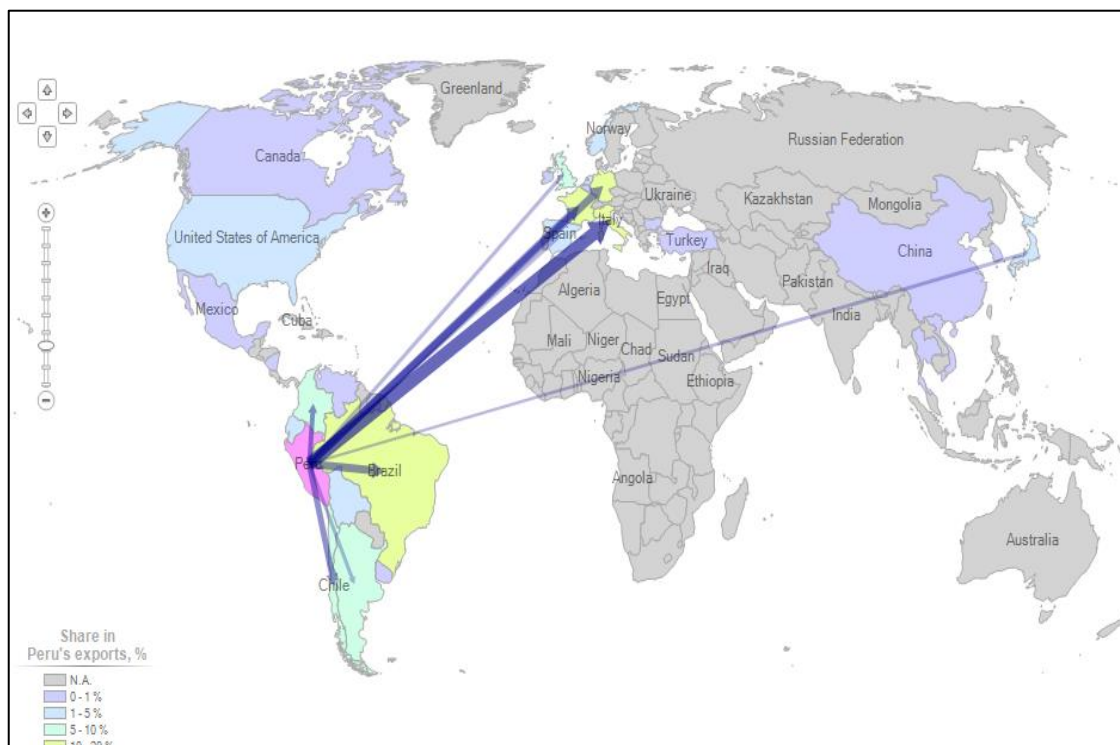 Greenland
Norway
Russian Federation
Canada
Ukraine
Kazakhstan
Mongolia
United States of America
Spain
Italy
Turkey
China
Iraq
Pakistan
Mexico
Cuba
Algeria
Egypt
India
Mali
Niger
Chad
Sudan
Nigeria
Ethiopia
Peru
Brazil
Angola
Australia
Chile
Share in
Peru's exports, %
N.A.
0 - 1 %
1 - 5 %
5 - 10 %